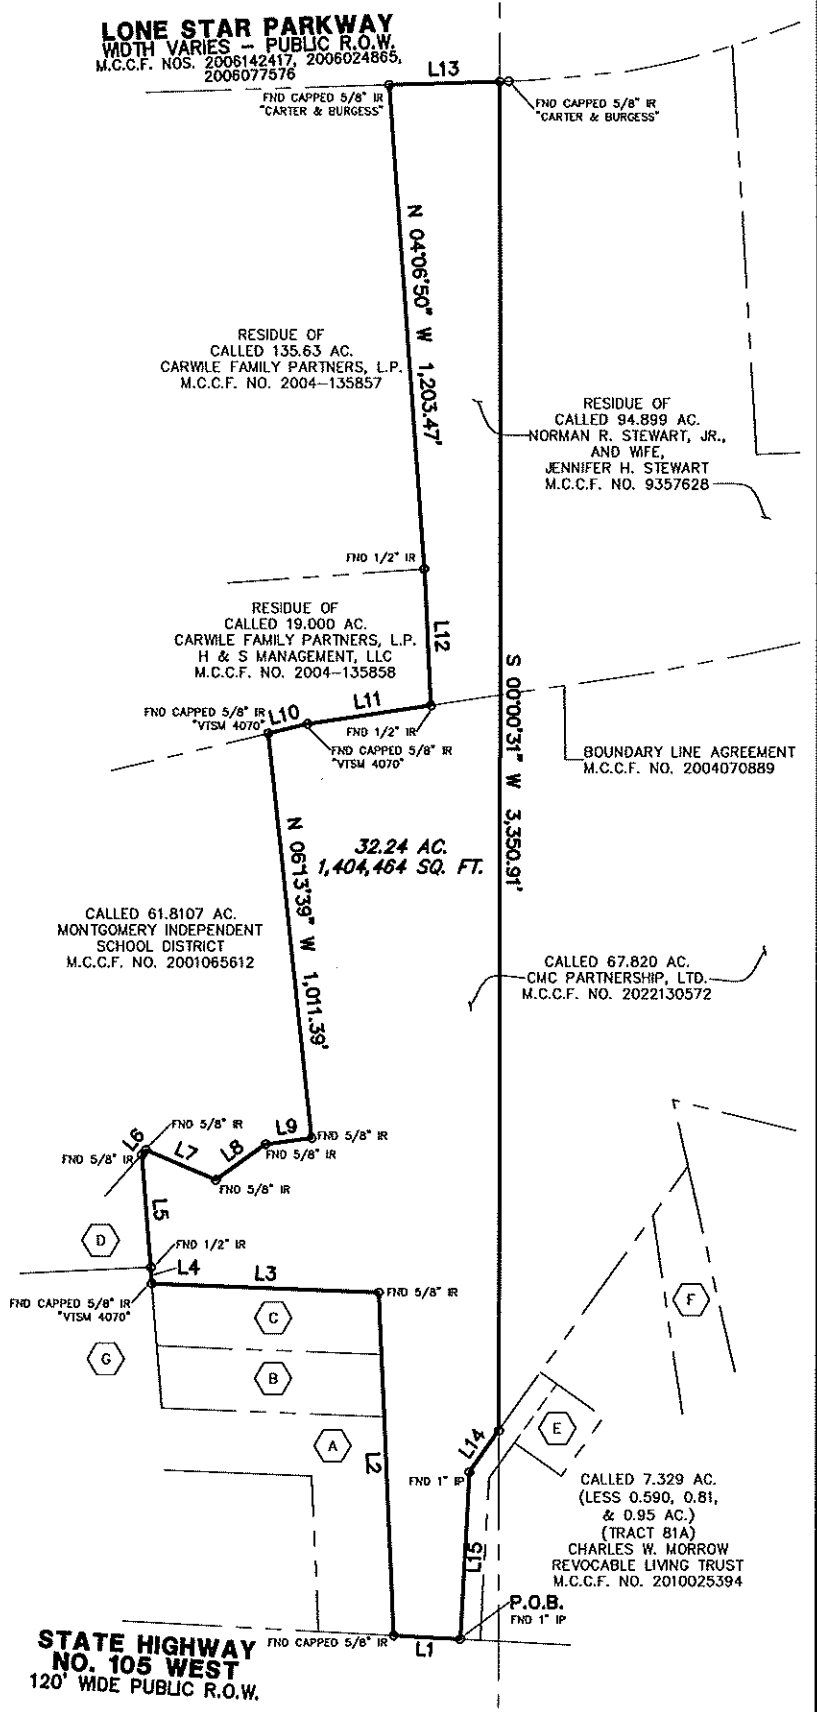 LONE STAR PARKWAY
WIDTH VARIES – PUBLIC R.O.W.
M.C.C.F. NOS. 2006142417, 2006024865,
2006077576
L13
FND CAPPED 5/8" IR
"CARTER & BURGESS"
FND CAPPED 5/8" IR
"CARTER & BURGESS"
N 04°06'50" W 1,203.47'
RESIDUE OF
CALLED 135.63 AC.
CARWILE FAMILY PARTNERS, L.P.
M.C.C.F. NO. 2004–135857
RESIDUE OF
CALLED 94.899 AC.
NORMAN R. STEWART, JR.,
AND WIFE,
JENNIFER H. STEWART
M.C.C.F. NO. 9357628
FND 1/2" IR
RESIDUE OF
CALLED 19.000 AC.
CARWILE FAMILY PARTNERS, L.P.
H & S MANAGEMENT, LLC
M.C.C.F. NO. 2004–135858
L12
S 00°00'31" W 3,350.91'
FND CAPPED 5/8" IR
"VTSM 4070"
L10
L11
FND 1/2" IR
FND CAPPED 5/8" IR
"VTSM 4070"
BOUNDARY LINE AGREEMENT
M.C.C.F. NO. 2004070889
N 06°13'39" W 1,011.39'
32.24 AC.
1,404,464 SQ. FT.
CALLED 61.8107 AC.
MONTGOMERY INDEPENDENT
SCHOOL DISTRICT
M.C.C.F. NO. 2001065612
CALLED 67.820 AC.
CMC PARTNERSHIP, LTD.
M.C.C.F. NO. 2022130572
L6
FND 5/8" IR
FND 5/8" IR
L7
L8
L9
FND 5/8" IR
FND 5/8" IR
FND 5/8" IR
L5
D
FND 1/2" IR
L4
L3
FND CAPPED 5/8" IR
"VTSM 4070"
FND 5/8" IR
C
F
G
B
A
L2
L14
E
FND 1" IP
CALLED 7.329 AC.
(LESS 0.590, 0.81,
& 0.95 AC.)
(TRACT 81A)
CHARLES W. MORROW
REVOCABLE LIVING TRUST
M.C.C.F. NO. 2010025394
L15
P.O.B.
FND 1" IP
STATE HIGHWAY
NO. 105 WEST
120' WIDE PUBLIC R.O.W.
FND CAPPED 5/8" IR
L1